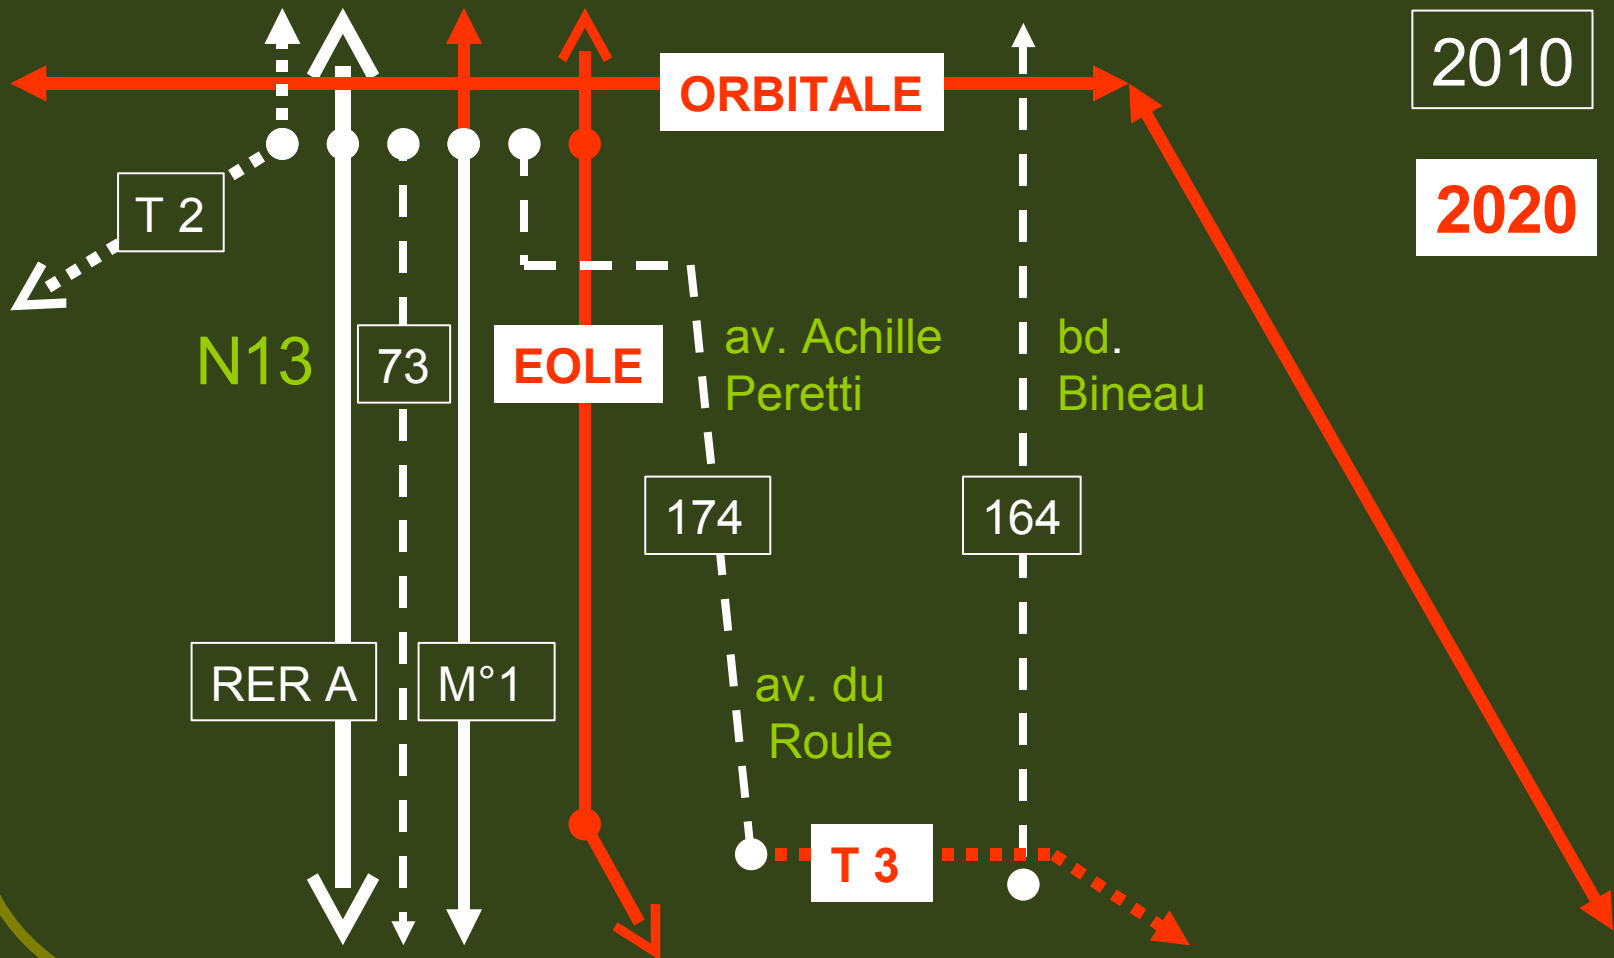 2010
ORBITALE
2020
T 2
N13
73
EOLE
av. Achille
Peretti
bd.
Bineau
174
164
RER A
M°1
av. du
Roule
T 3